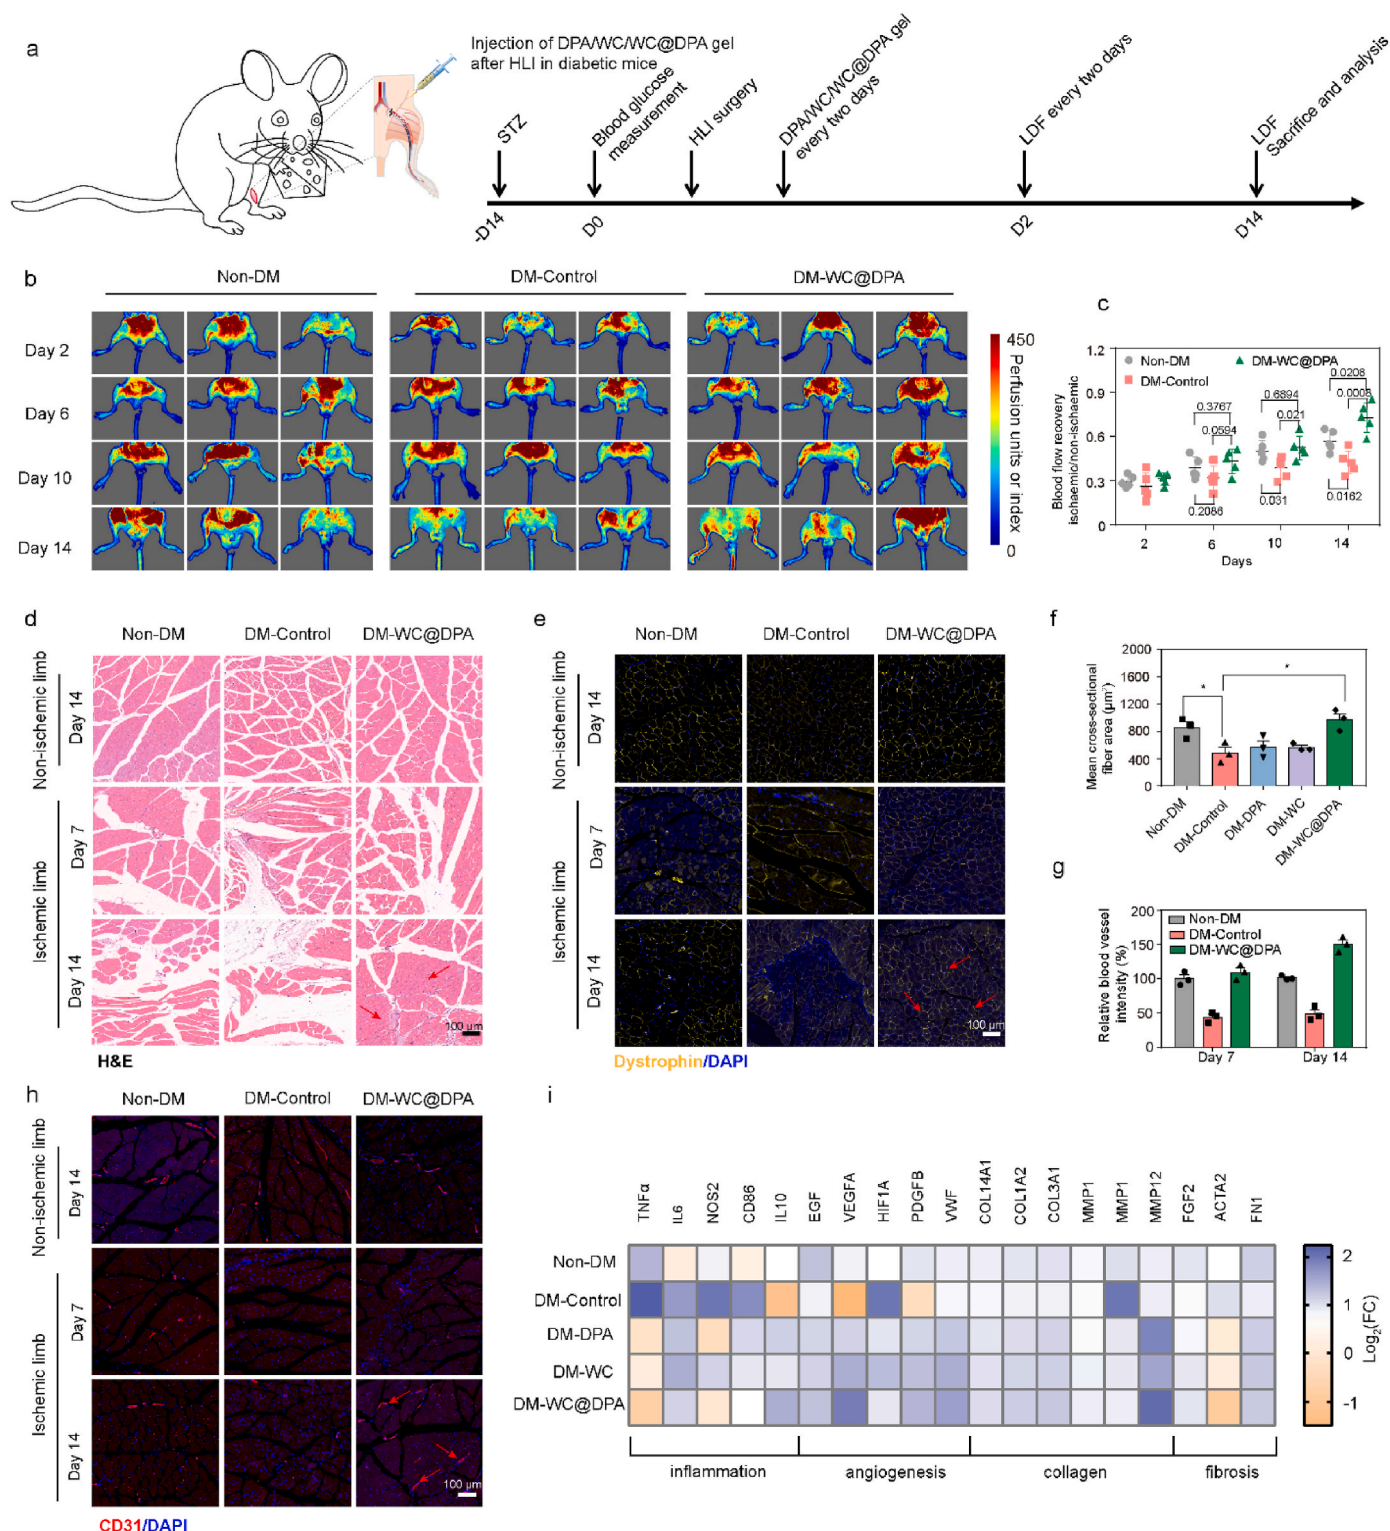 a
Injection of DPA/WC/WC@DPA gel
after HLI in diabetic mice
STZ
Blood glucose
measurement
HLI surgery
DPA/WC/WC@DPA gel
every two days
LDF every two days
LDF
Sacrifice and analysis
-D14
D0
D2
D14
b
Non-DM
DM-Control
DM-WC@DPA
Day 2
Day 6
Day 10
Day 14
450
Perfusion units or index
0
c
Non-DM
DM-WC@DPA
DM-Control
Blood flow recovery
ischaemic/non-ischaemic
1.2
0.9
0.6
0.3
0
0.3767
0.0594
0.2086
0.6894
0.021
0.031
0.0208
0.0008
0.0162
2
6
10
14
Days
d
Non-DM
DM-Control
DM-WC@DPA
Non-ischemic limb
Day 14
Ischemic limb
Day 7
Day 14
100 μm
H&E
e
Non-DM
DM-Control
DM-WC@DPA
Non-ischemic limb
Day 14
Ischemic limb
Day 7
Day 14
100 μm
Dystrophin/DAPI
f
Mean cross-sectional
fiber area (μm²)
2000
1600
1200
800
400
0
*
*
Non-DM
DM-Control
DM-DPA
DM-WC
DM-WC@DPA
g
Relative blood vessel
intensity (%)
200
150
100
50
0
Non-DM
DM-Control
DM-WC@DPA
Day 7
Day 14
h
Non-DM
DM-Control
DM-WC@DPA
Non-ischemic limb
Day 14
Ischemic limb
Day 7
Day 14
100 μm
CD31/DAPI
i
TNFα
IL6
NOS2
CD86
IL10
EGF
VEGFA
HIF1A
PDGFB
VWF
COL14A1
COL1A2
COL3A1
MMP1
MMP1
MMP12
FGF2
ACTA2
FN1
Non-DM
DM-Control
DM-DPA
DM-WC
DM-WC@DPA
inflammation
angiogenesis
collagen
fibrosis
2
1
0
-1
Log₂(FC)